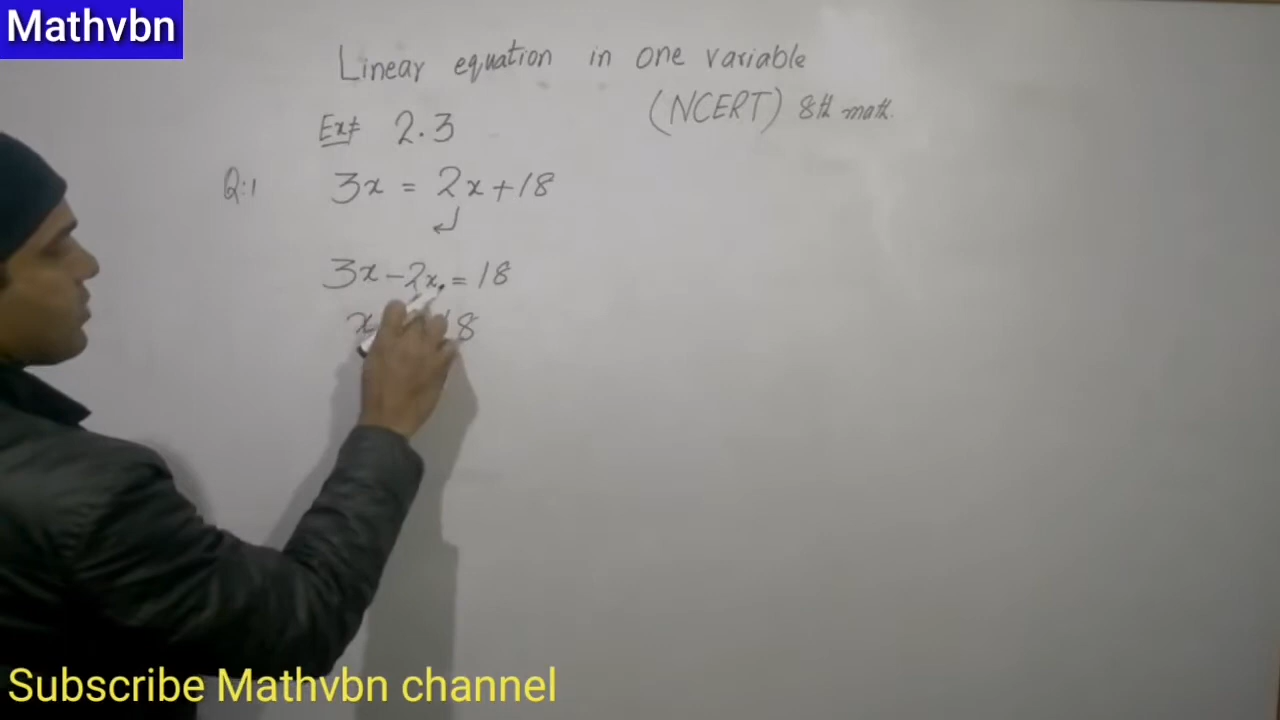 Mathvbn
Linear equation in one variable
(NCERT) 8th math.
Ex≠ 2.3
Q:1 3x = 2x+18
3x-2x = 18
x 18
Subscribe Mathvbn channel